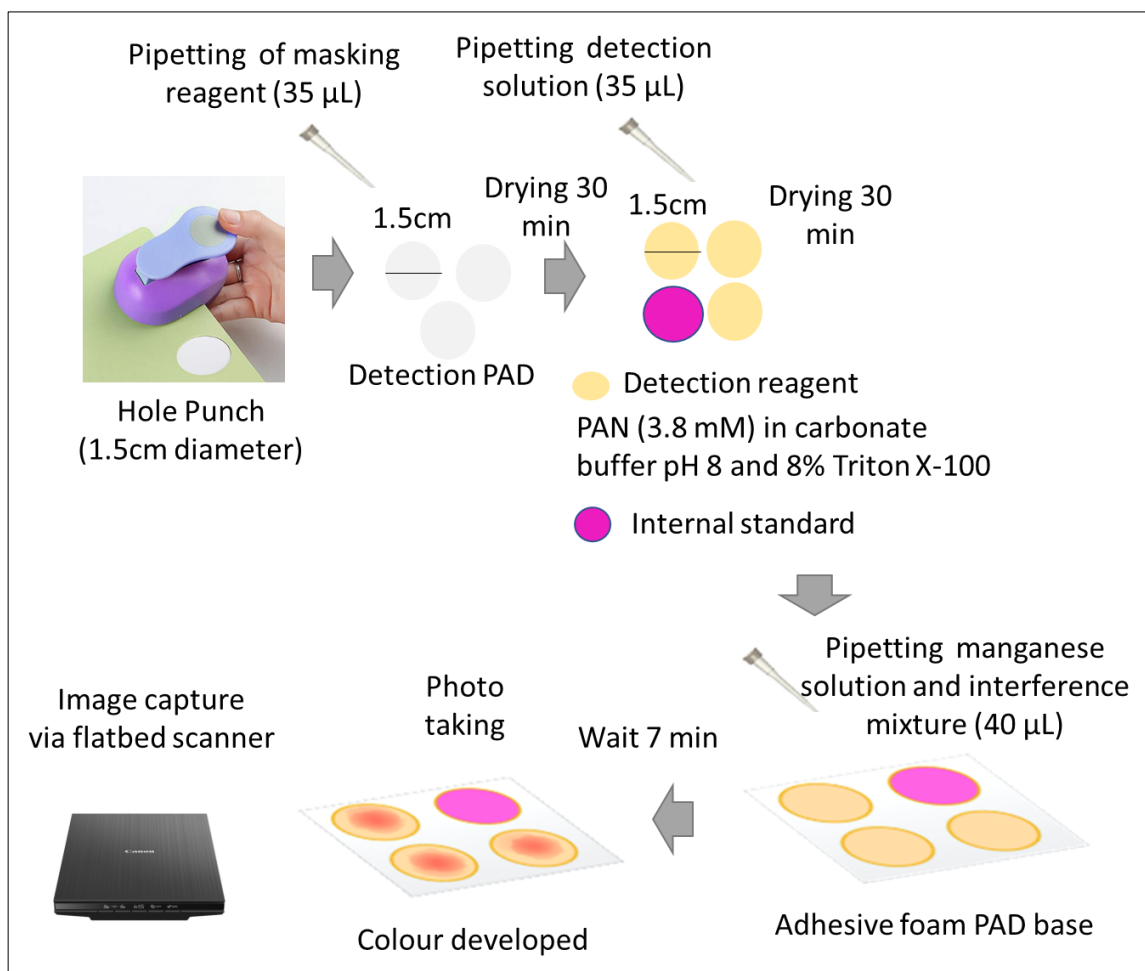 Pipetting of masking
reagent (35 µL)
Pipetting detection
solution (35 µL)
1.5cm
Drying 30
min
1.5cm
Drying 30
min
Detection PAD
Hole Punch
(1.5cm diameter)
Detection reagent
PAN (3.8 mM) in carbonate
buffer pH 8 and 8% Triton X-100
Internal standard
Pipetting manganese
solution and interference
mixture (40 µL)
Wait 7 min
Photo
taking
Image capture
via flatbed scanner
Canon
Colour developed
Adhesive foam PAD base